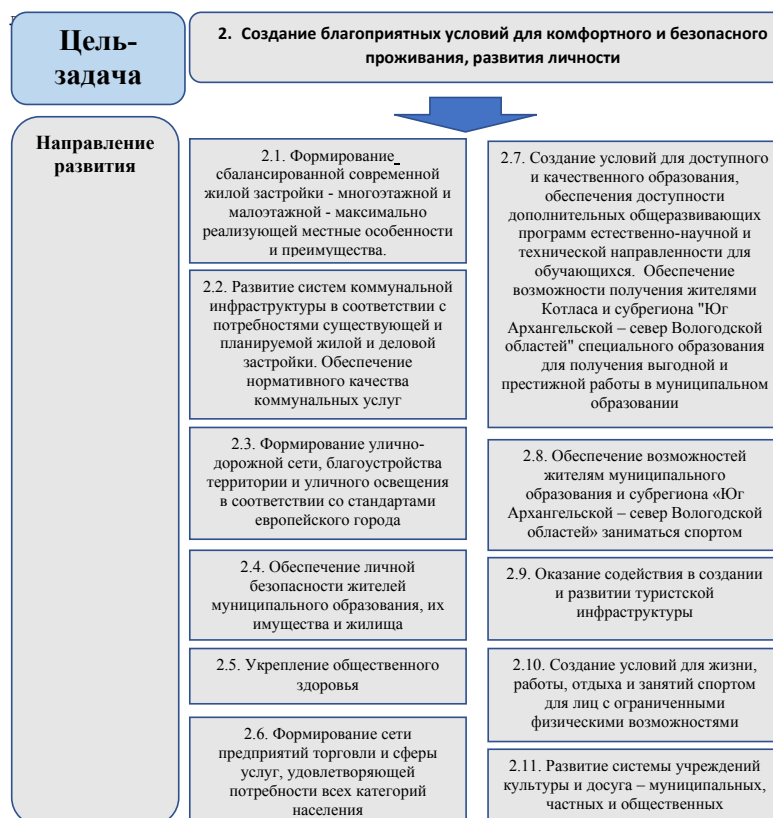 Цель-
задача
2. Создание благоприятных условий для комфортного и безопасного
проживания, развития личности
Направление
развития
2.1. Формирование
сбалансированной современной
жилой застройки - многоэтажной и
малоэтажной - максимально
реализующей местные особенности
и преимущества.
2.2. Развитие систем коммунальной
инфраструктуры в соответствии с
потребностями существующей и
планируемой жилой и деловой
застройки. Обеспечение
нормативного качества
коммунальных услуг
2.3. Формирование улично-
дорожной сети, благоустройства
территории и уличного освещения
в соответствии со стандартами
европейского города
2.4. Обеспечение личной
безопасности жителей
муниципального образования, их
имущества и жилища
2.5. Укрепление общественного
здоровья
2.6. Формирование сети
предприятий торговли и сферы
услуг, удовлетворяющей
потребности всех категорий
населения
2.7. Создание условий для доступного
и качественного образования,
обеспечения доступности
дополнительных общеразвивающих
программ естественно-научной и
технической направленности для
обучающихся. Обеспечение
возможности получения жителями
Котласа и субрегиона "Юг
Архангельской – север Вологодской
областей" специального образования
для получения выгодной и
престижной работы в муниципальном
образовании
2.8. Обеспечение возможностей
жителям муниципального
образования и субрегиона «Юг
Архангельской – север Вологодской
областей» заниматься спортом
2.9. Оказание содействия в создании
и развитии туристской
инфраструктуры
2.10. Создание условий для жизни,
работы, отдыха и занятий спортом
для лиц с ограниченными
физическими возможностями
2.11. Развитие системы учреждений
культуры и досуга – муниципальных,
частных и общественных